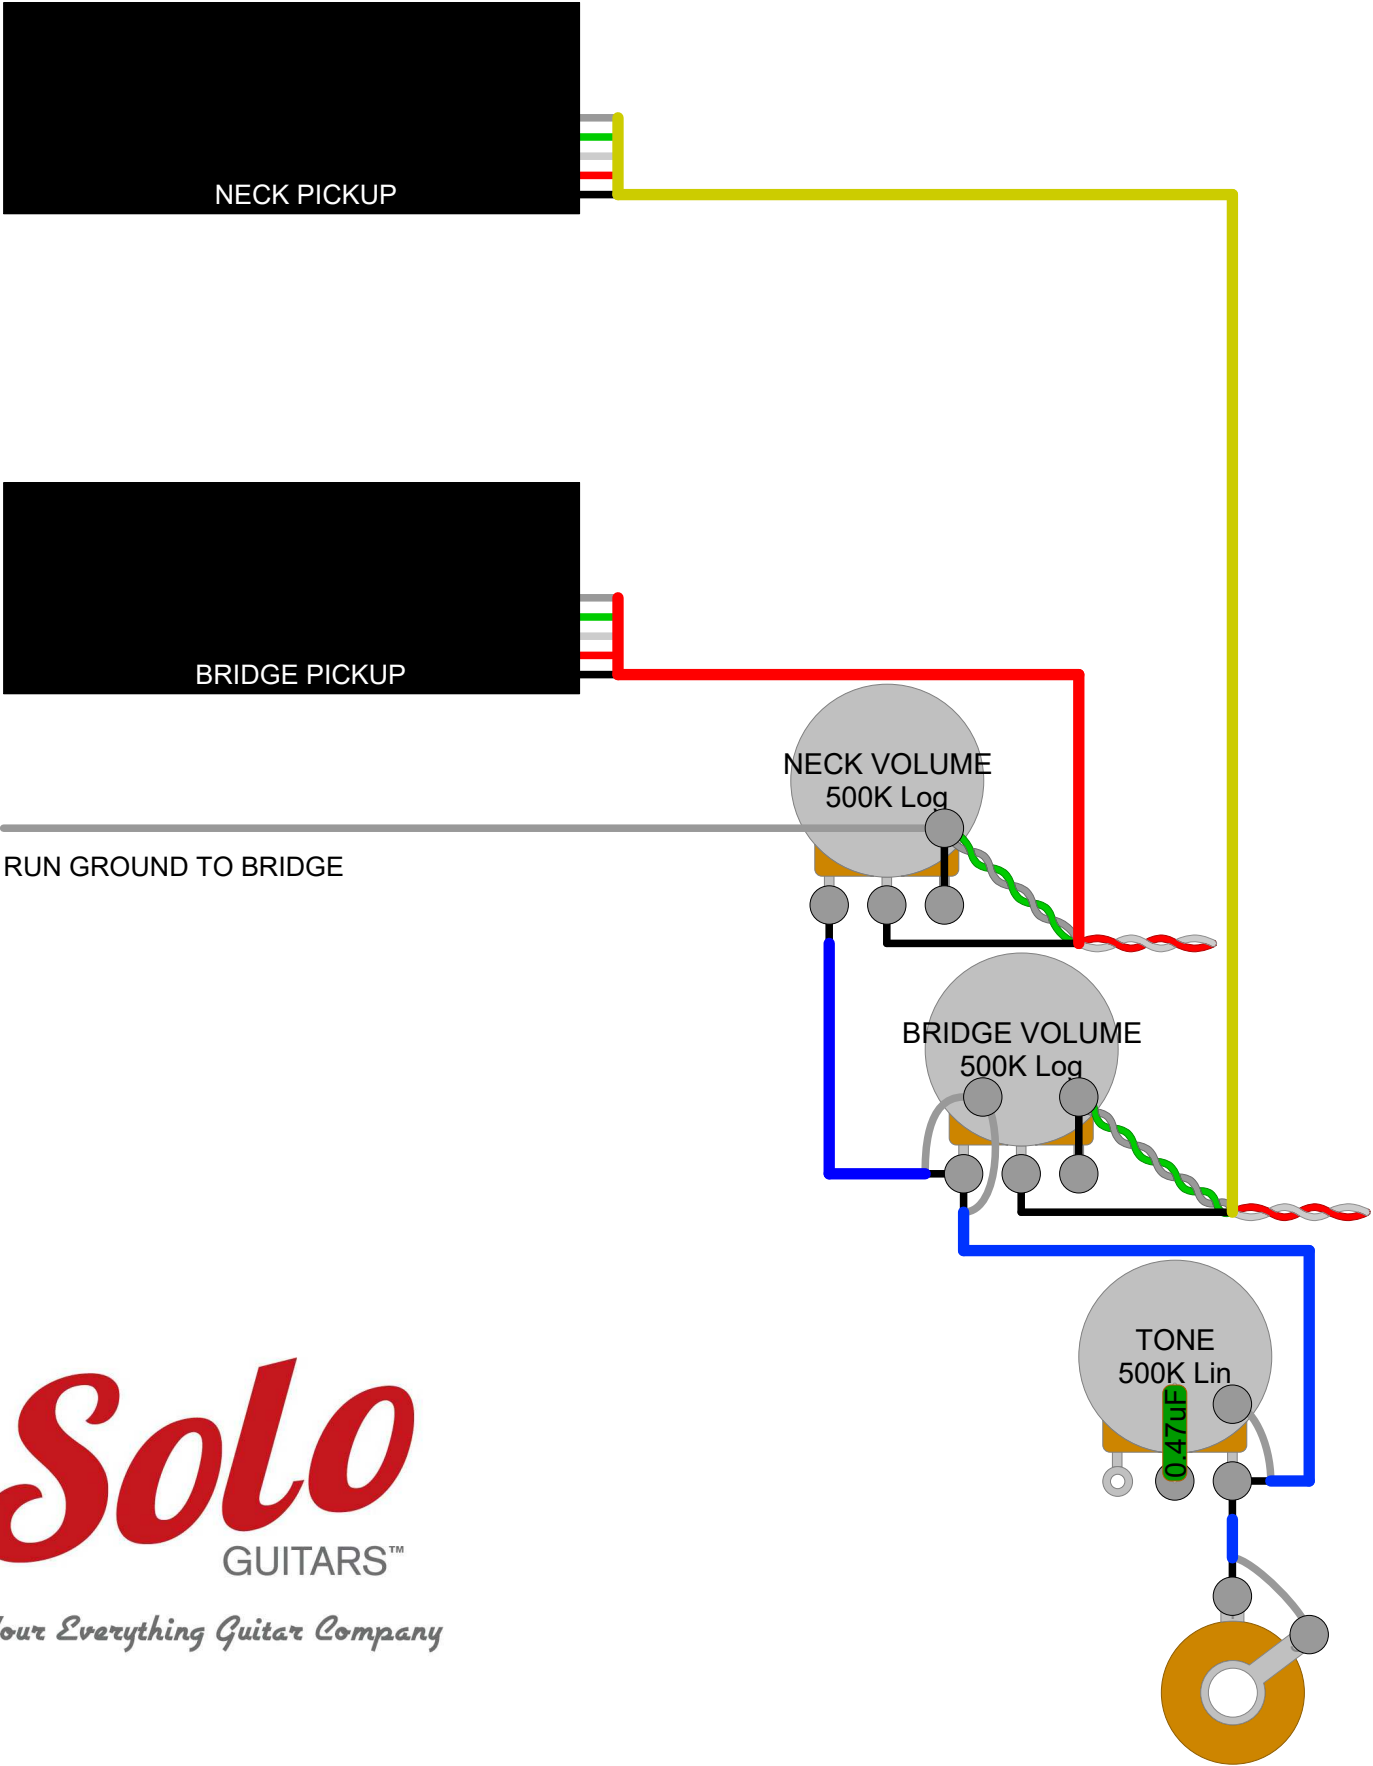 NECK PICKUP
BRIDGE PICKUP
NECK VOLUME
500K Log
RUN GROUND TO BRIDGE
BRIDGE VOLUME
500K Log
TONE
500K Lin
0.47uF
Solo
GUITARS™
Your Everything Guitar Company